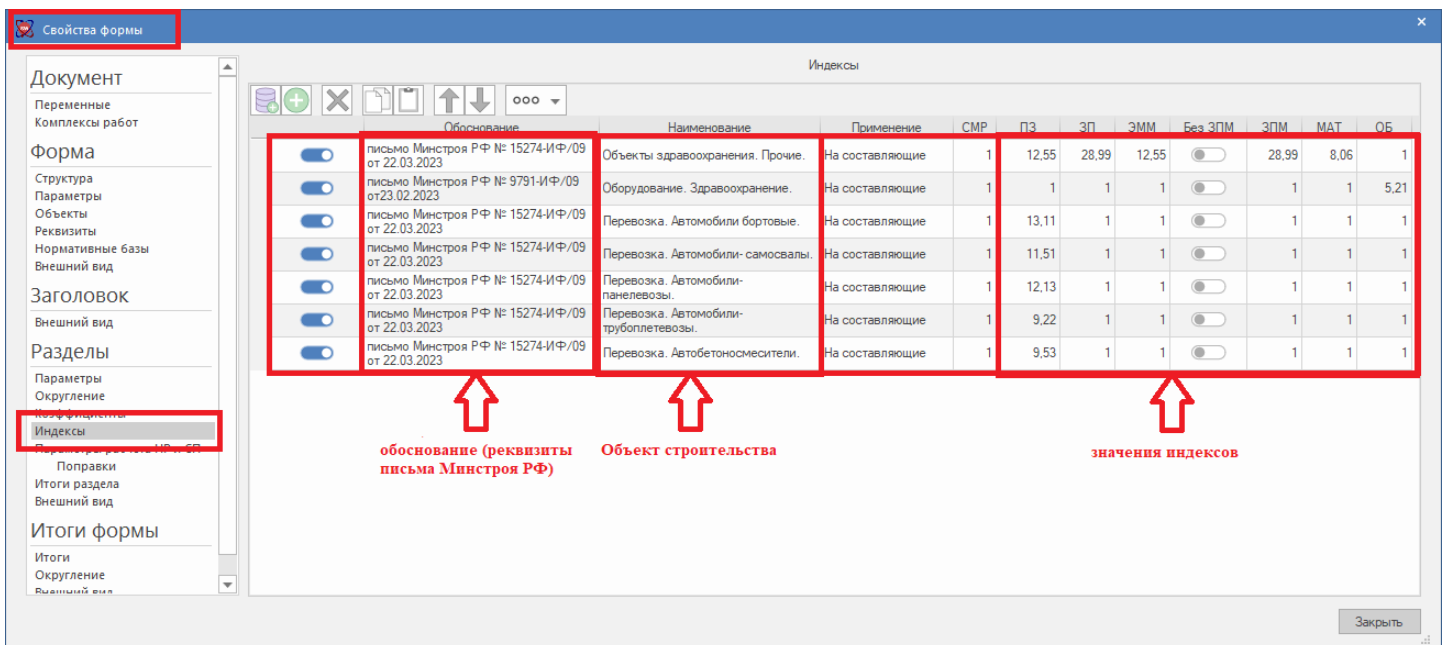 Свойства формы
Документ
Переменные
Комплексы работ
Форма
Структура
Параметры
Объекты
Реквизиты
Нормативные базы
Внешний вид
Заголовок
Внешний вид
Разделы
Параметры
Округление
Коэффициенты
Индексы
Параметры расчета НР и СП
Поправки
Итоги раздела
Внешний вид
Итоги формы
Итоги
Округление
Внешний вид
Индексы
Обоснование Наименование Применение СМР ПЗ ЗП ЭММ Без ЗПМ ЗПМ МАТ ОБ
письмо Минстроя РФ № 15274-ИФ/09
от 22.03.2023
Объекты здравоохранения. Прочие. На составляющие 1 12,55 28,99 12,55 28,99 8,06 1
письмо Минстроя РФ № 9791-ИФ/09
от23.02.2023
Оборудование. Здравоохранение. На составляющие 1 1 1 1 1 1 5,21
письмо Минстроя РФ № 15274-ИФ/09
от 22.03.2023
Перевозка. Автомобили бортовые. На составляющие 1 13,11 1 1 1 1 1
письмо Минстроя РФ № 15274-ИФ/09
от 22.03.2023
Перевозка. Автомобили- самосвалы. На составляющие 1 11,51 1 1 1 1 1
письмо Минстроя РФ № 15274-ИФ/09
от 22.03.2023
Перевозка. Автомобили-
панелевозы.
На составляющие 1 12,13 1 1 1 1 1
письмо Минстроя РФ № 15274-ИФ/09
от 22.03.2023
Перевозка. Автомобили-
трубоплетевозы.
На составляющие 1 9,22 1 1 1 1 1
письмо Минстроя РФ № 15274-ИФ/09
от 22.03.2023
Перевозка. Автобетоносмесители. На составляющие 1 9,53 1 1 1 1 1
обоснование (реквизиты
письма Минстроя РФ)
Объект строительства
значения индексов
Закрыть